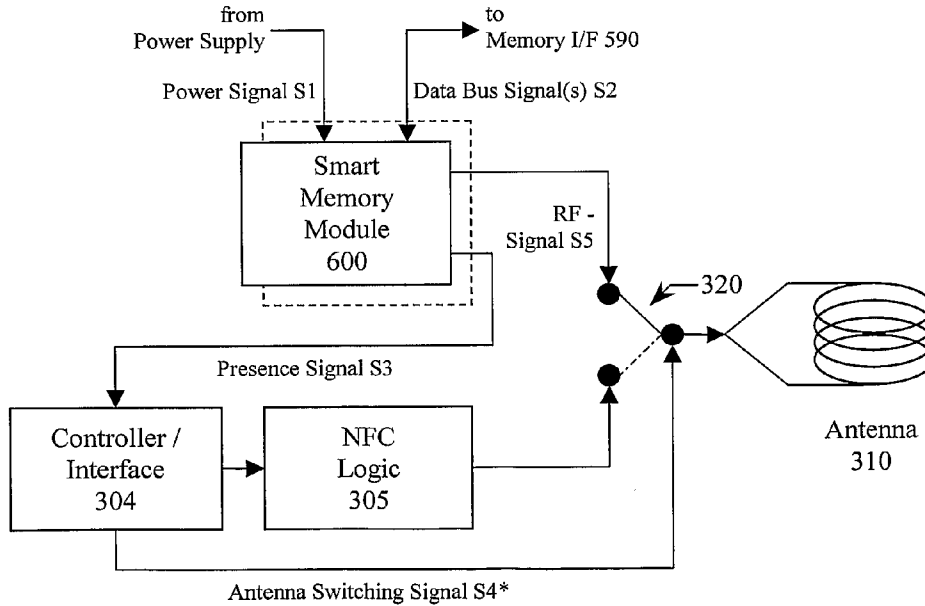 from
Power Supply
to
Memory I/F 590
Power Signal S1
Data Bus Signal(s) S2
Smart
Memory
Module
600
RF -
Signal S5
320
Presence Signal S3
Controller /
Interface
304
NFC
Logic
305
Antenna
310
Antenna Switching Signal S4*